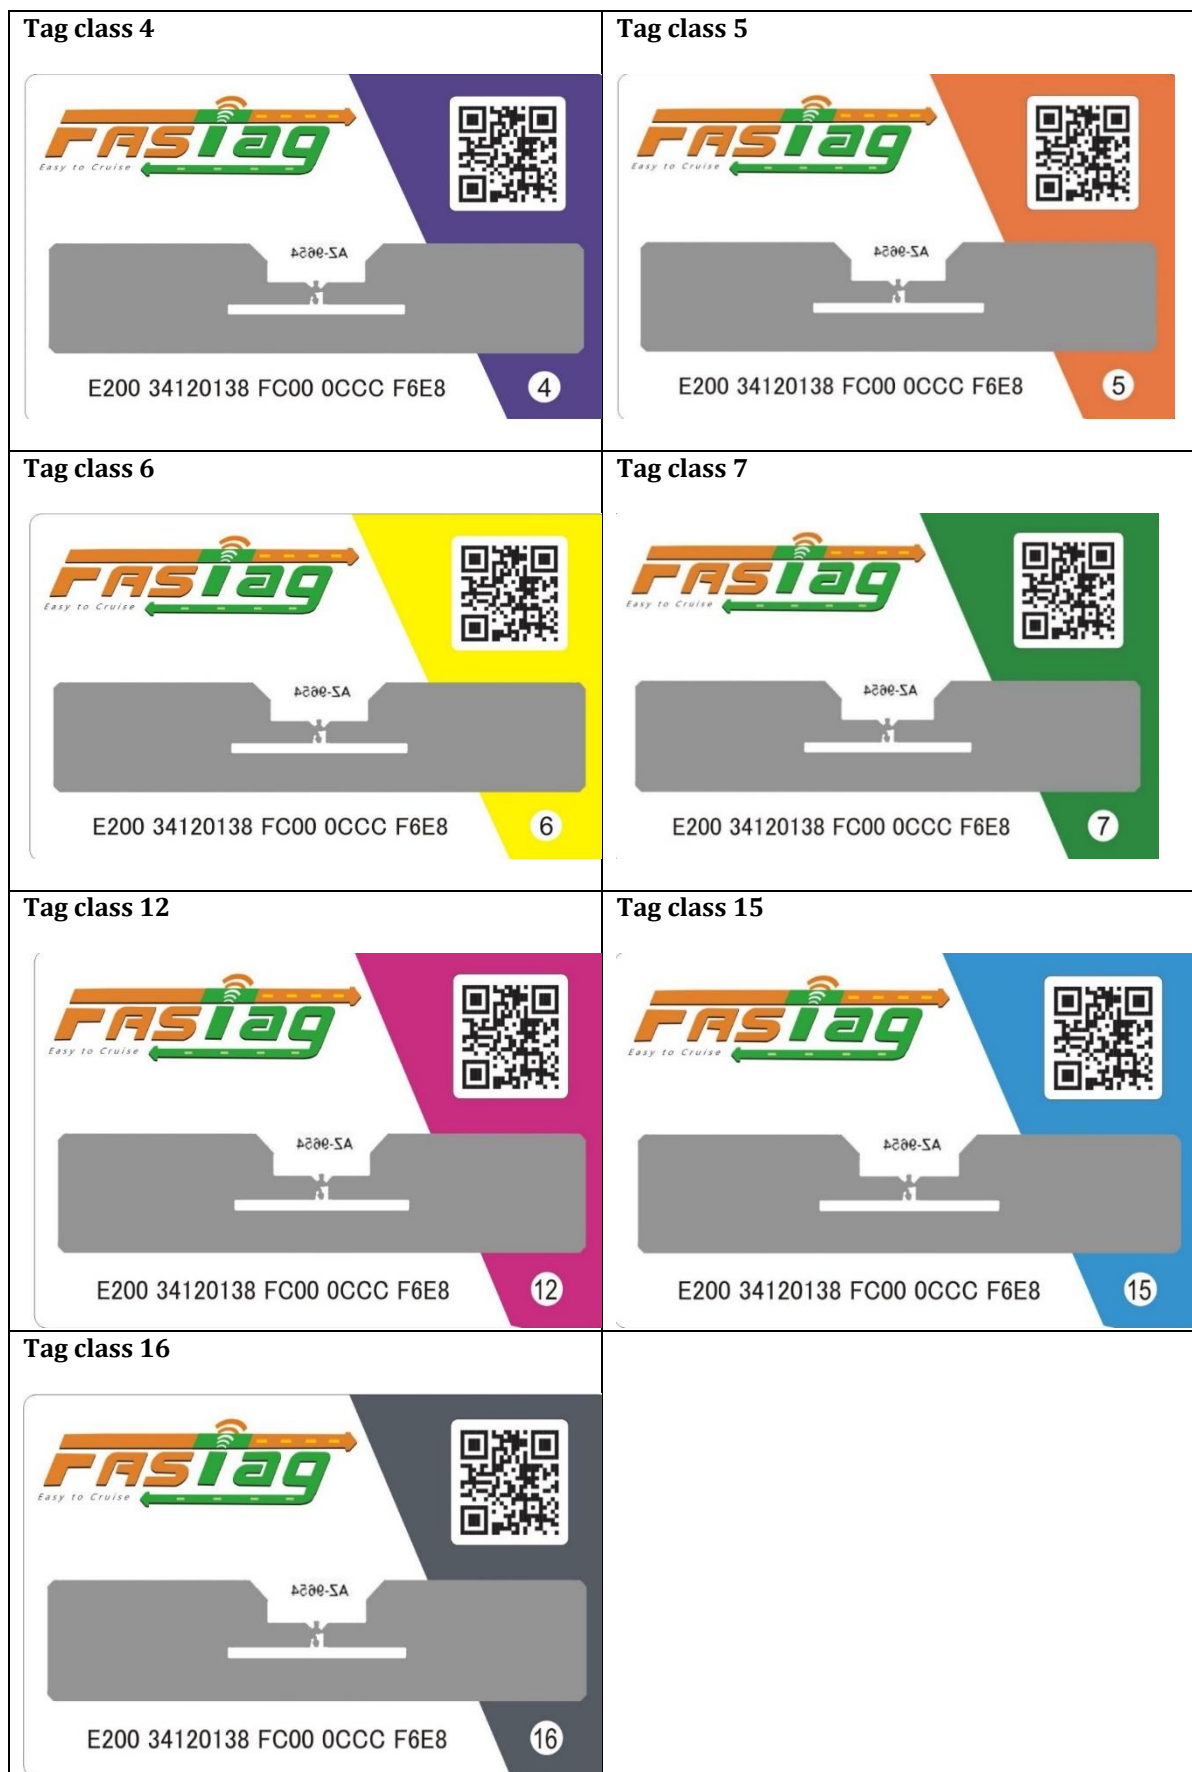 Tag class 4
FASTag
Easy to Cruise
AZ-9654
E200 34120138 FC00 0CCC F6E8
4
Tag class 5
FASTag
Easy to Cruise
AZ-9654
E200 34120138 FC00 0CCC F6E8
5
Tag class 6
FASTag
Easy to Cruise
AZ-9654
E200 34120138 FC00 0CCC F6E8
6
Tag class 7
FASTag
Easy to Cruise
AZ-9654
E200 34120138 FC00 0CCC F6E8
7
Tag class 12
FASTag
Easy to Cruise
AZ-9654
E200 34120138 FC00 0CCC F6E8
12
Tag class 15
FASTag
Easy to Cruise
AZ-9654
E200 34120138 FC00 0CCC F6E8
15
Tag class 16
FASTag
Easy to Cruise
AZ-9654
E200 34120138 FC00 0CCC F6E8
16